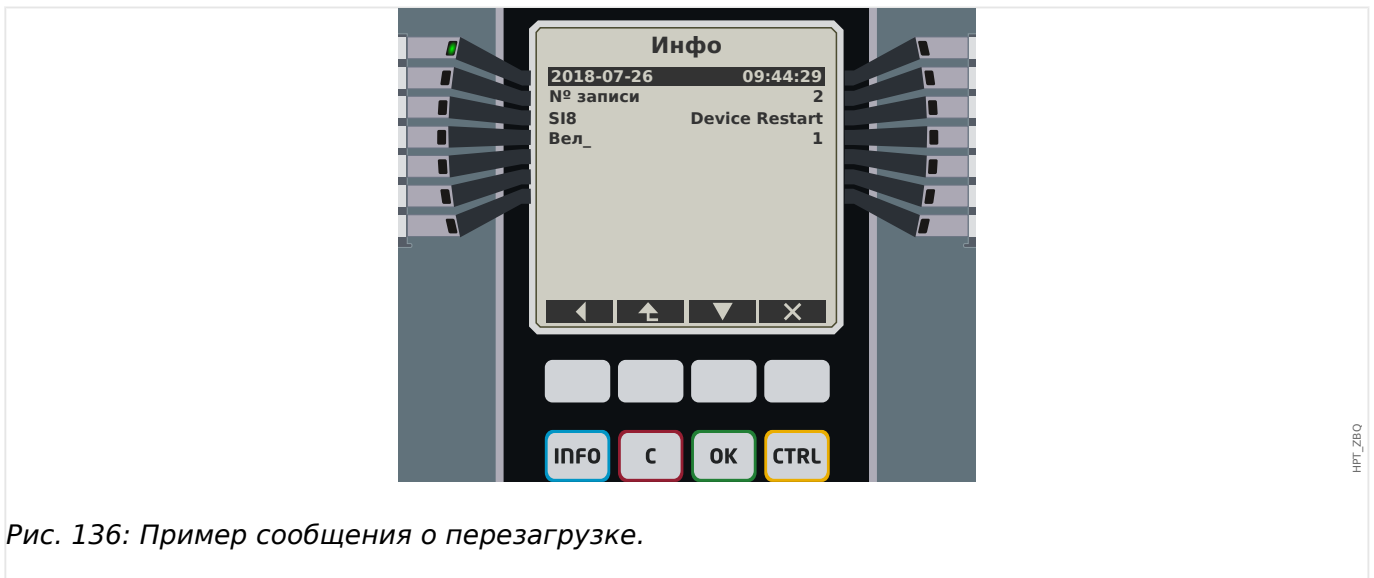 Инфо
2018-07-26 09:44:29
№ записи 2
SI8 Device Restart
Вел_ 1
INFO C OK CTRL
HPT_ZBQ
Рис. 136: Пример сообщения о перезагрузке.